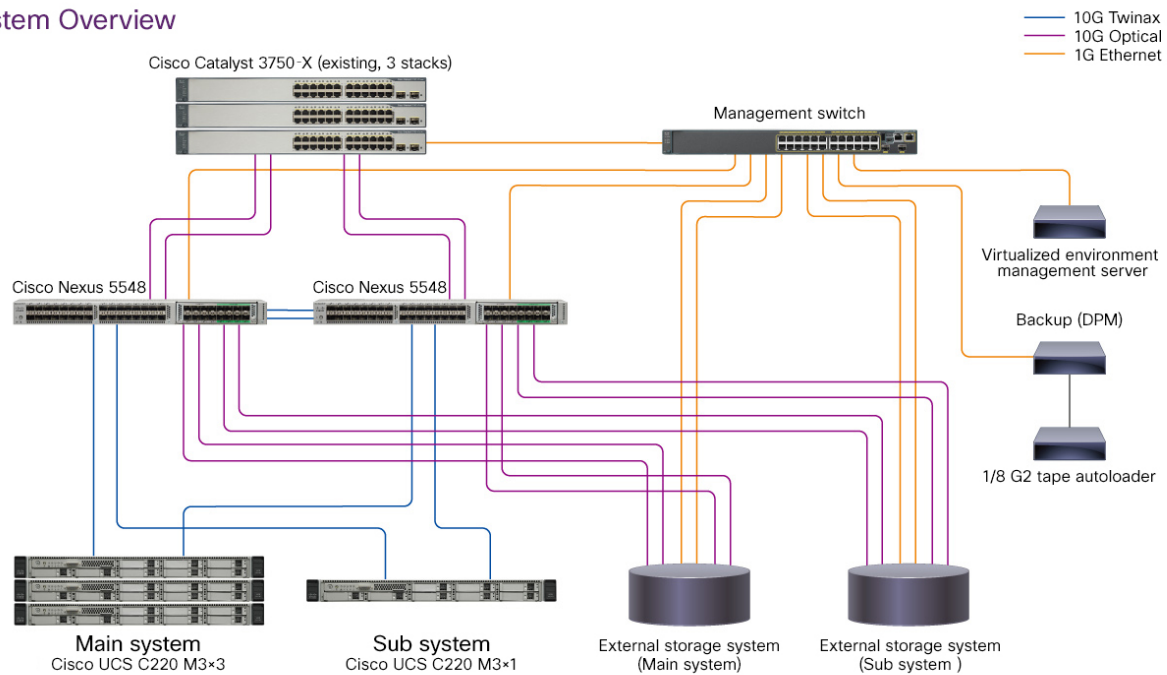 stem Overview
10G Twinax
10G Optical
1G Ethernet
Cisco Catalyst 3750-X (existing, 3 stacks)
Management switch
Virtualized environment
management server
Cisco Nexus 5548
Cisco Nexus 5548
Backup (DPM)
1/8 G2 tape autoloader
Main system
Cisco UCS C220 M3×3
Sub system
Cisco UCS C220 M3×1
External storage system
(Main system)
External storage system
(Sub system )